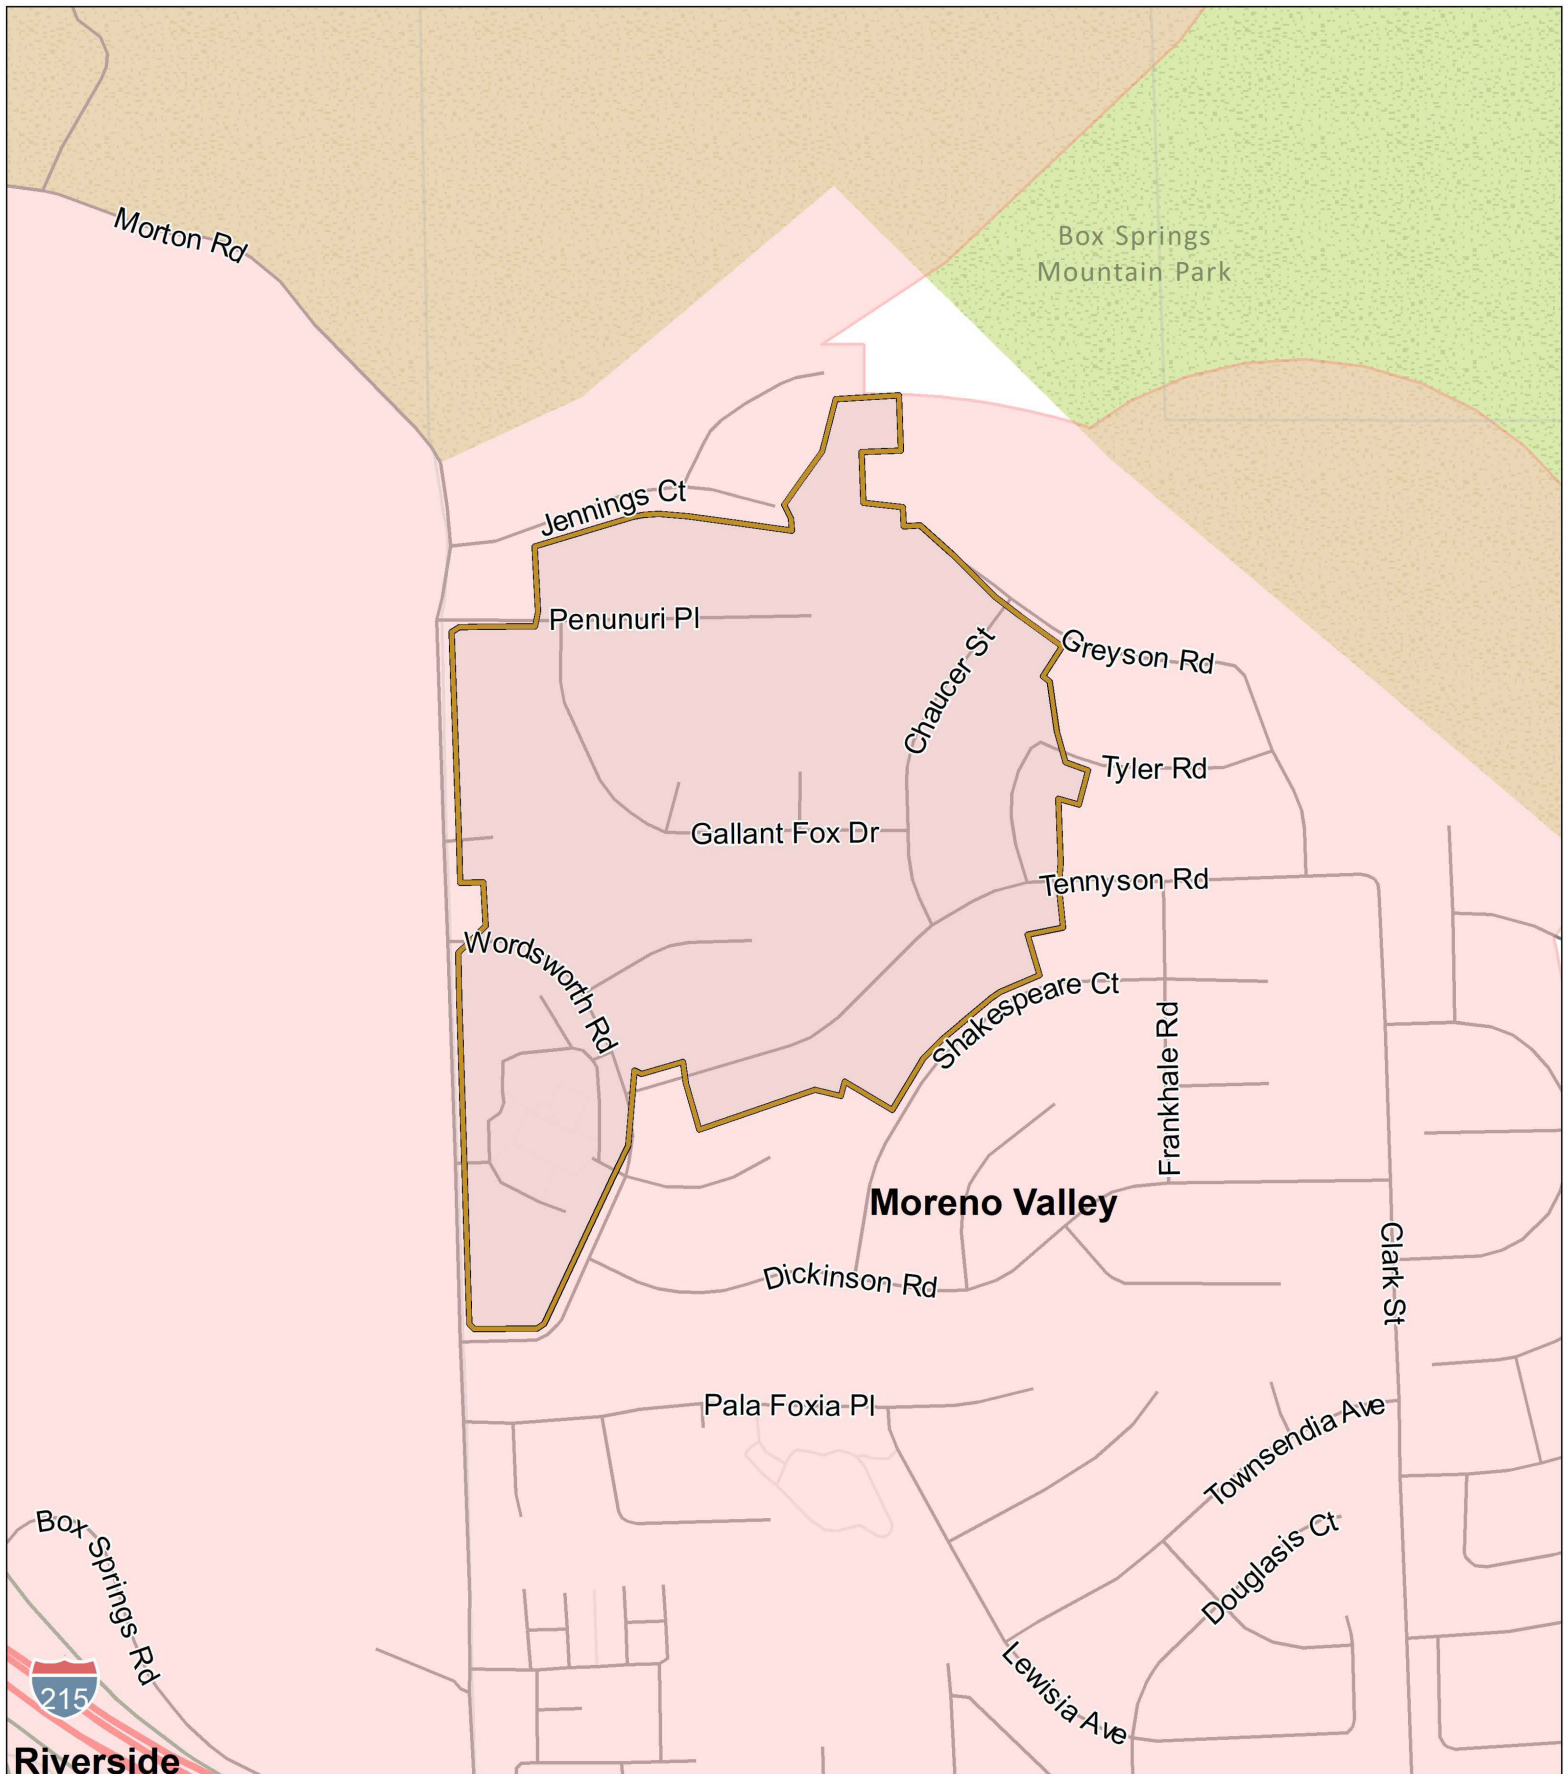 Morton Rd
Box Springs
Mountain Park
Jennings Ct
Penunuri Pl
Chaucer St
Greyson Rd
Tyler Rd
Gallant Fox Dr
Tennyson Rd
Wordsworth Rd
Shakespeare Ct
Frankhale Rd
Moreno Valley
Dickinson Rd
Clark St
Pala Foxia Pl
Townsendia Ave
Box Springs Rd
Douglasis Ct
Lewisia Ave
215
Riverside